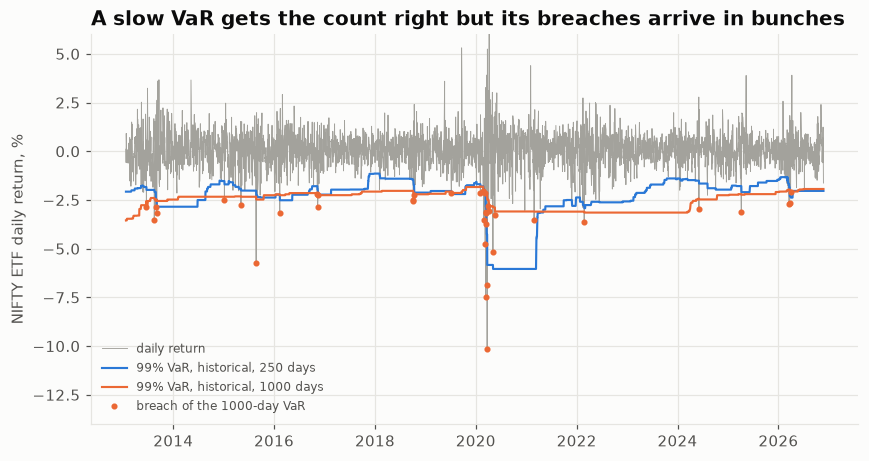 A slow VaR gets the count right but its breaches arrive in bunches
NIFTY ETF daily return, %
5.0
2.5
0.0
−2.5
−5.0
−7.5
−10.0
−12.5
daily return
99% VaR, historical, 250 days
99% VaR, historical, 1000 days
breach of the 1000-day VaR
2014 2016 2018 2020 2022 2024 2026